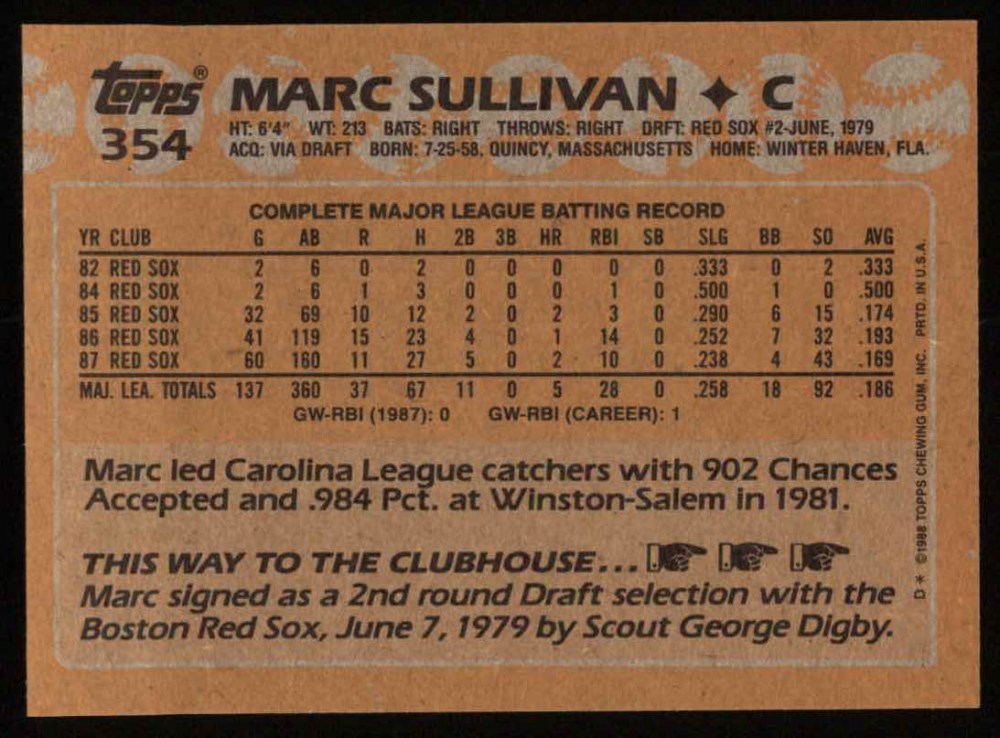 Topps®
354
MARC SULLIVAN ✦ C
HT: 6'4" WT: 213 BATS: RIGHT THROWS: RIGHT DRFT: RED SOX #2-JUNE, 1979
ACQ: VIA DRAFT BORN: 7-25-58, QUINCY, MASSACHUSETTS HOME: WINTER HAVEN, FLA.
COMPLETE MAJOR LEAGUE BATTING RECORD
YR CLUB G AB R H 2B 3B HR RBI SB SLG BB SO AVG
82 RED SOX 2 6 0 2 0 0 0 0 0 .333 0 2 .333
84 RED SOX 2 6 1 3 0 0 0 1 0 .500 1 0 .500
85 RED SOX 32 69 10 12 2 0 2 3 0 .290 6 15 .174
86 RED SOX 41 119 15 23 4 0 1 14 0 .252 7 32 .193
87 RED SOX 60 160 11 27 5 0 2 10 0 .238 4 43 .169
MAJ. LEA. TOTALS 137 360 37 67 11 0 5 28 0 .258 18 92 .186
GW-RBI (1987): 0 GW-RBI (CAREER): 1
Marc led Carolina League catchers with 902 Chances
Accepted and .984 Pct. at Winston-Salem in 1981.
THIS WAY TO THE CLUBHOUSE...
Marc signed as a 2nd round Draft selection with the
Boston Red Sox, June 7, 1979 by Scout George Digby.
D* ©1988 TOPPS CHEWING GUM, INC. PRTD. IN U.S.A.